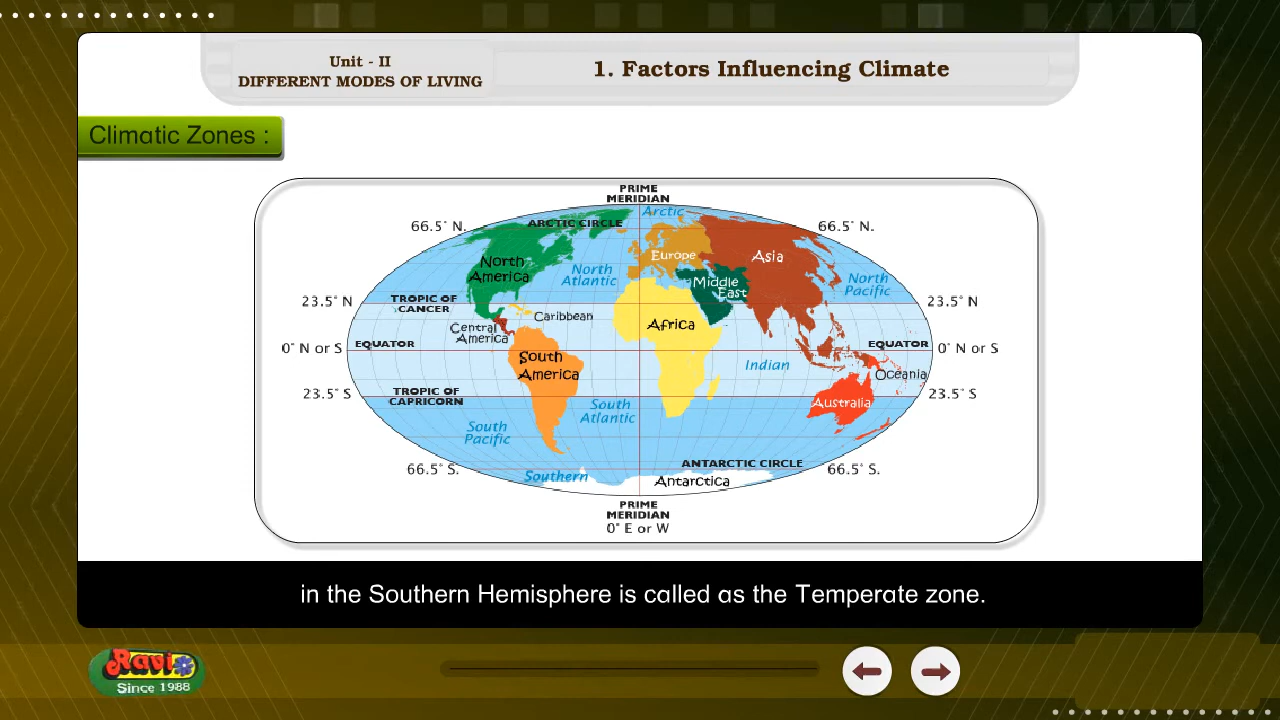 Unit - II
DIFFERENT MODES OF LIVING
1. Factors Influencing Climate
Climatic Zones :
PRIME
MERIDIAN
Arctic
66.5° N.
ARCTIC CIRCLE
66.5° N.
North
America
Europe
Asia
North
Atlantic
Middle
East
North
Pacific
23.5° N
TROPIC OF
CANCER
23.5° N
Caribbean
Africa
Central
America
0° N or S
EQUATOR
EQUATOR
0° N or S
South
America
Indian
Oceania
23.5° S
TROPIC OF
CAPRICORN
23.5° S
South
Atlantic
Australia
South
Pacific
66.5° S.
ANTARCTIC CIRCLE
66.5° S.
Southern
Antarctica
PRIME
MERIDIAN
0° E or W
in the Southern Hemisphere is called as the Temperate zone.
Ravi
Since 1988